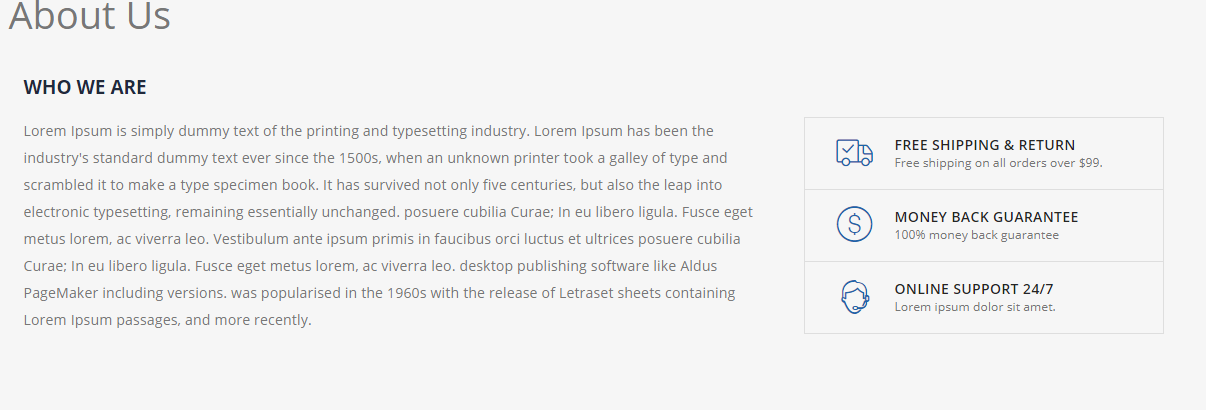 About Us
WHO WE ARE
Lorem Ipsum is simply dummy text of the printing and typesetting industry. Lorem Ipsum has been the
industry's standard dummy text ever since the 1500s, when an unknown printer took a galley of type and
scrambled it to make a type specimen book. It has survived not only five centuries, but also the leap into
electronic typesetting, remaining essentially unchanged. posuere cubilia Curae; In eu libero ligula. Fusce eget
metus lorem, ac viverra leo. Vestibulum ante ipsum primis in faucibus orci luctus et ultrices posuere cubilia
Curae; In eu libero ligula. Fusce eget metus lorem, ac viverra leo. desktop publishing software like Aldus
PageMaker including versions. was popularised in the 1960s with the release of Letraset sheets containing
Lorem Ipsum passages, and more recently.
FREE SHIPPING & RETURN
Free shipping on all orders over $99.
MONEY BACK GUARANTEE
100% money back guarantee
ONLINE SUPPORT 24/7
Lorem ipsum dolor sit amet.